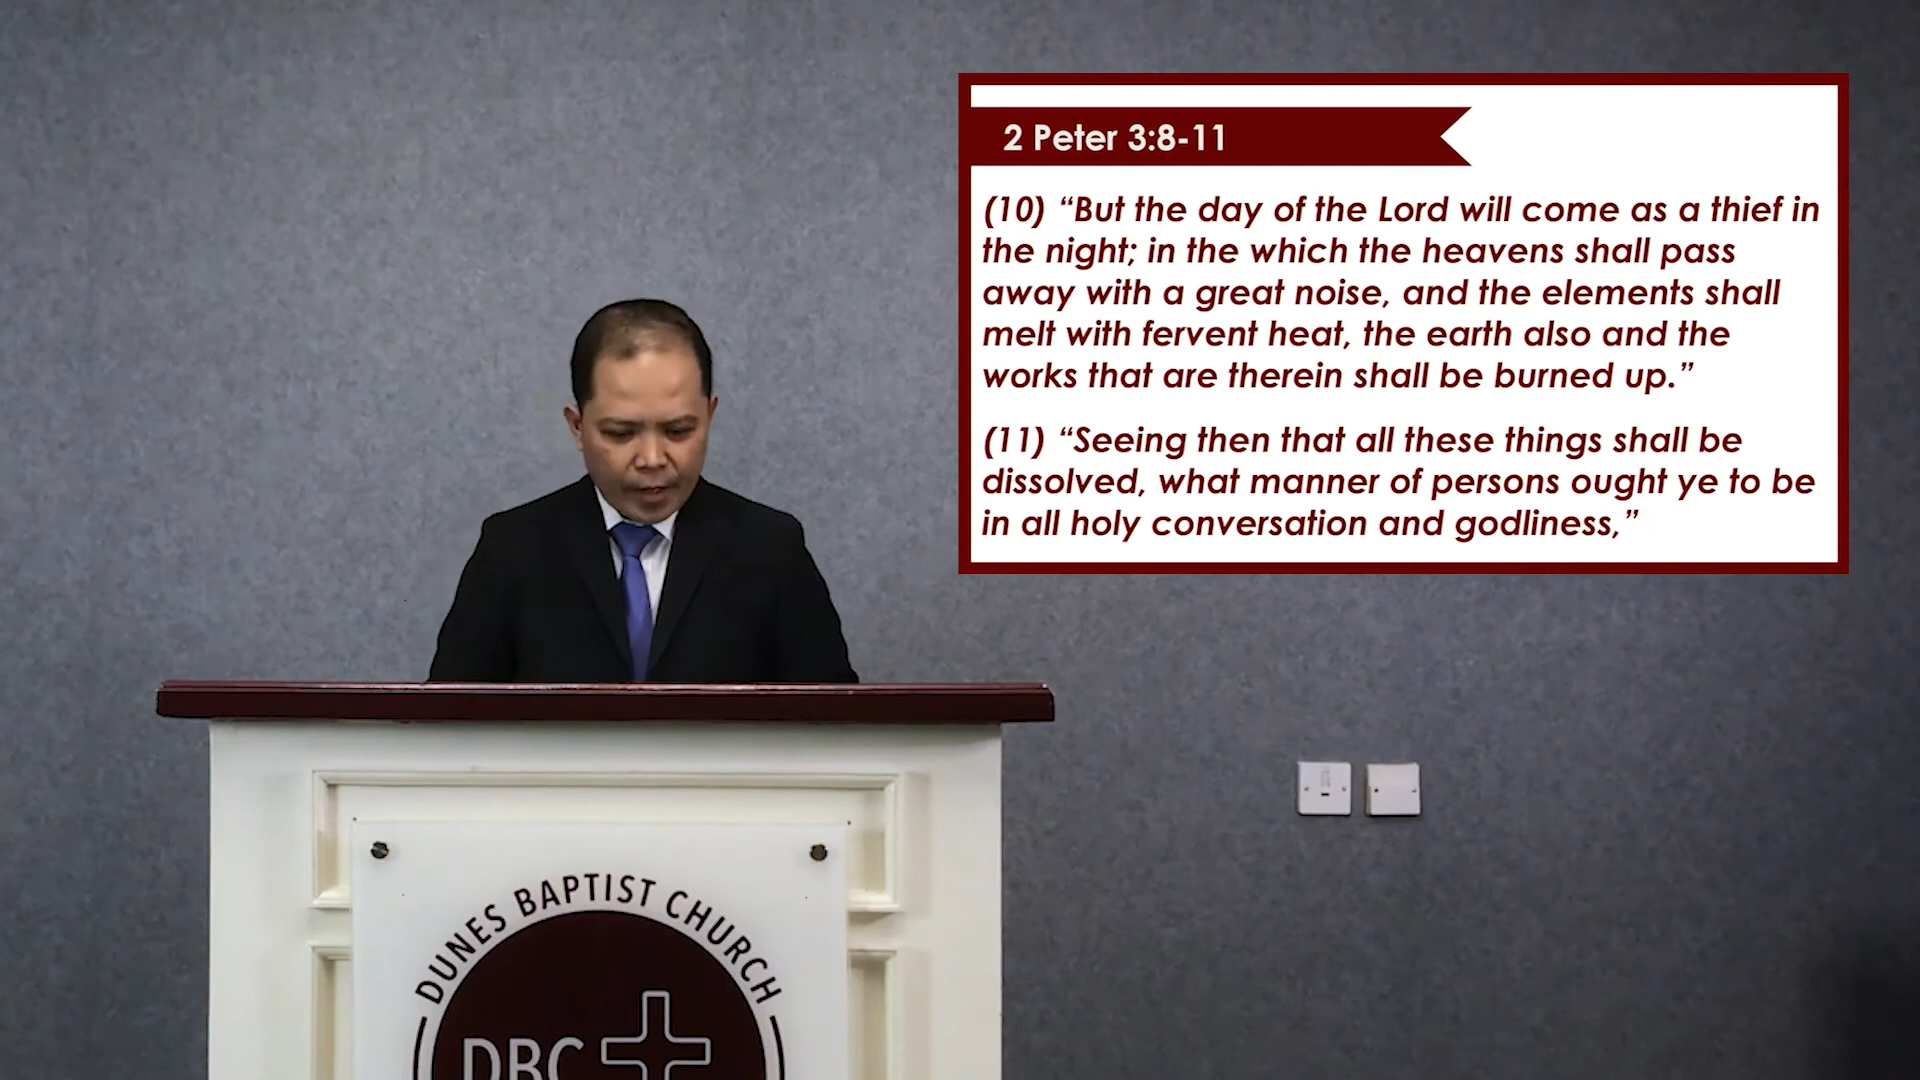 2 Peter 3:8-11
(10) “But the day of the Lord will come as a thief in
the night; in the which the heavens shall pass
away with a great noise, and the elements shall
melt with fervent heat, the earth also and the
works that are therein shall be burned up.”
(11) “Seeing then that all these things shall be
dissolved, what manner of persons ought ye to be
in all holy conversation and godliness,”
DUNES BAPTIST CHURCH
DBC